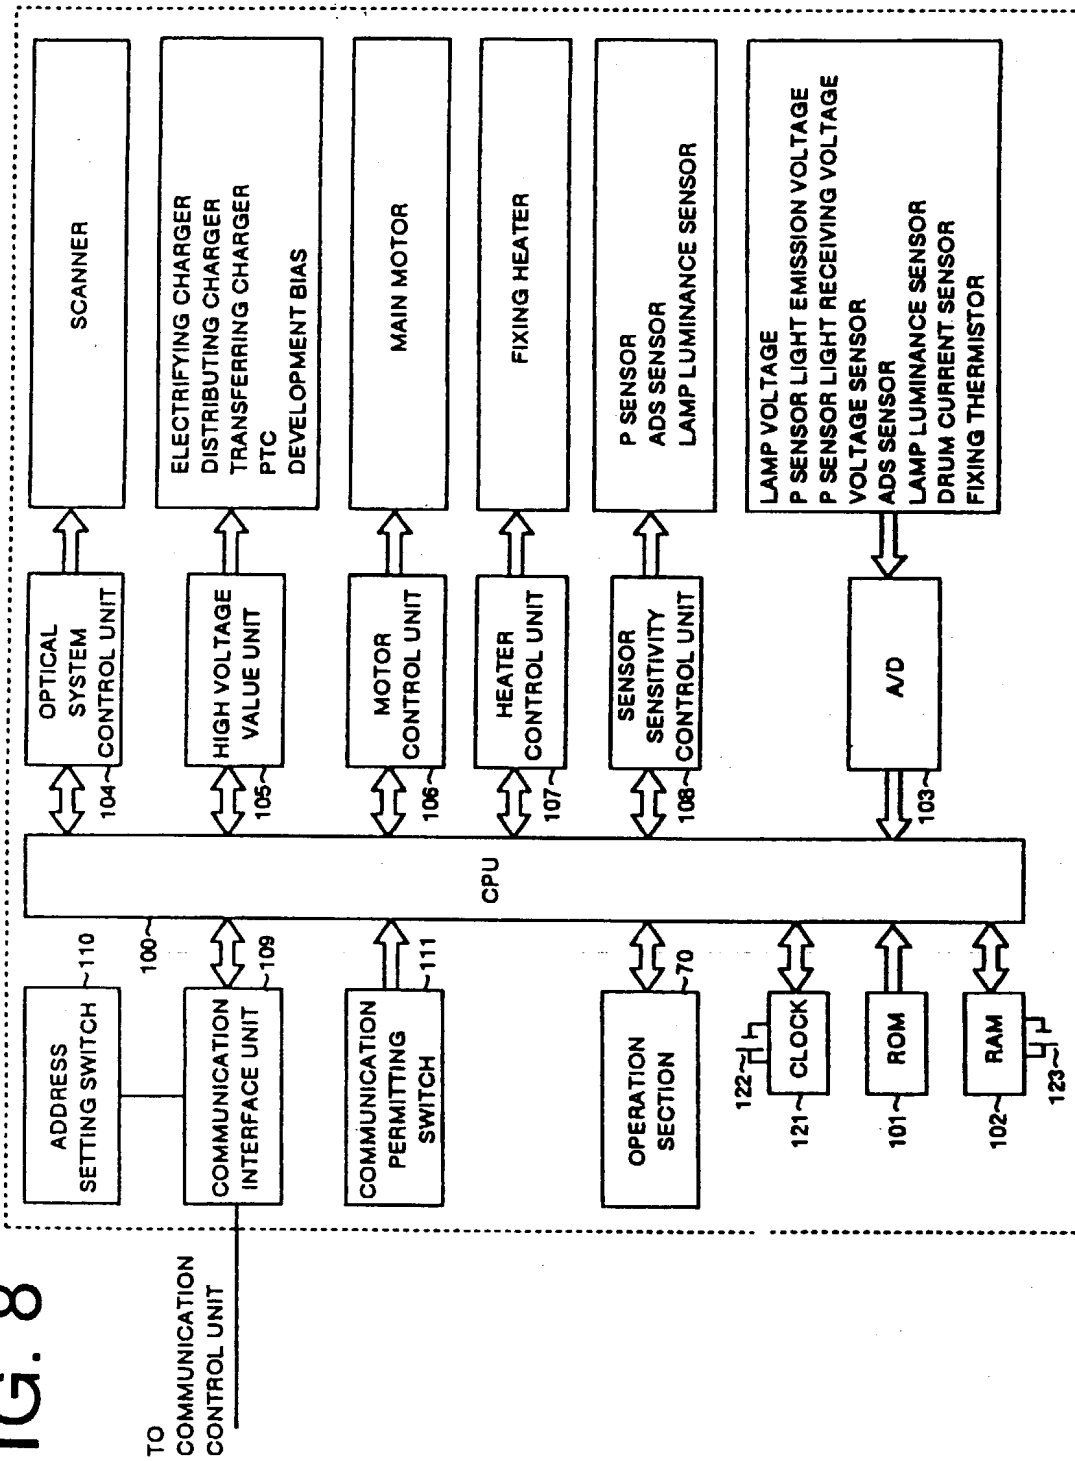 IG. 8
TO
COMMUNICATION
CONTROL UNIT
ADDRESS
SETTING SWITCH
110
COMMUNICATION
INTERFACE UNIT
109
COMMUNICATION
PERMITTING
SWITCH
111
OPERATION
SECTION
70
122
CLOCK
121
ROM
101
RAM
102
123
100
CPU
OPTICAL
SYSTEM
CONTROL UNIT
104
HIGH VOLTAGE
VALUE UNIT
105
MOTOR
CONTROL UNIT
106
HEATER
CONTROL UNIT
107
SENSOR
SENSITIVITY
CONTROL UNIT
108
A/D
103
SCANNER
ELECTRIFYING CHARGER
DISTRIBUTING CHARGER
TRANSFERRING CHARGER
PTC
DEVELOPMENT BIAS
MAIN MOTOR
FIXING HEATER
P SENSOR
ADS SENSOR
LAMP LUMINANCE SENSOR
LAMP VOLTAGE
P SENSOR LIGHT EMISSION VOLTAGE
P SENSOR LIGHT RECEIVING VOLTAGE
VOLTAGE SENSOR
ADS SENSOR
LAMP LUMINANCE SENSOR
DRUM CURRENT SENSOR
FIXING THERMISTOR